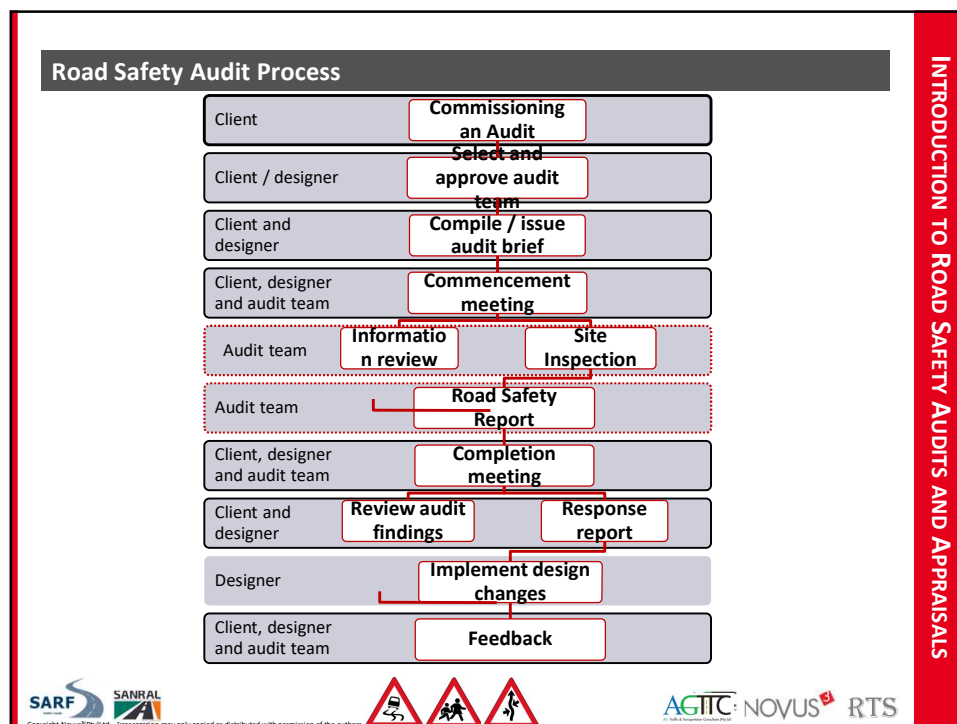 Road Safety Audit Process
Client
Commissioning
an Audit
Client / designer
Select and
approve audit
team
Client and
designer
Compile / issue
audit brief
Client, designer
and audit team
Commencement
meeting
Audit team
Informatio
n review
Site
Inspection
Audit team
Road Safety
Report
Client, designer
and audit team
Completion
meeting
Client and
designer
Review audit
findings
Response
report
Designer
Implement design
changes
Client, designer
and audit team
Feedback
INTRODUCTION TO ROAD SAFETY AUDITS AND APPRAISALS
SARF
SANRAL
NOVUS3
RTS